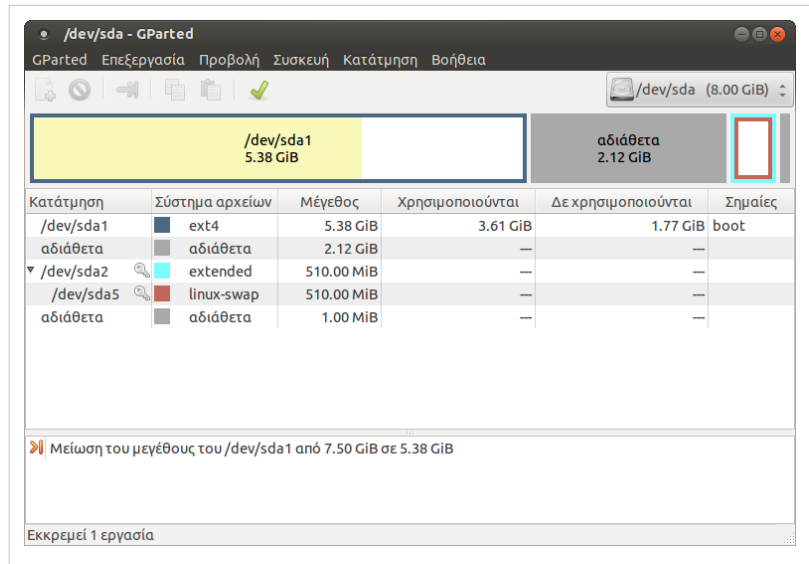 /dev/sda - GParted
GParted Επεξεργασία Προβολή Συσκευή Κατάτμηση Βοήθεια
/dev/sda (8.00 GiB)
/dev/sda1
5.38 GiB
αδιάθετα
2.12 GiB
Κατάτμηση Σύστημα αρχείων Μέγεθος Χρησιμοποιούνται Δε χρησιμοποιούνται Σημαίες
/dev/sda1 ext4 5.38 GiB 3.61 GiB 1.77 GiB boot
αδιάθετα αδιάθετα 2.12 GiB --- ---
/dev/sda2 extended 510.00 MiB --- ---
/dev/sda5 linux-swap 510.00 MiB --- ---
αδιάθετα αδιάθετα 1.00 MiB --- ---
Μείωση του μεγέθους του /dev/sda1 από 7.50 GiB σε 5.38 GiB
Εκκρεμεί 1 εργασία